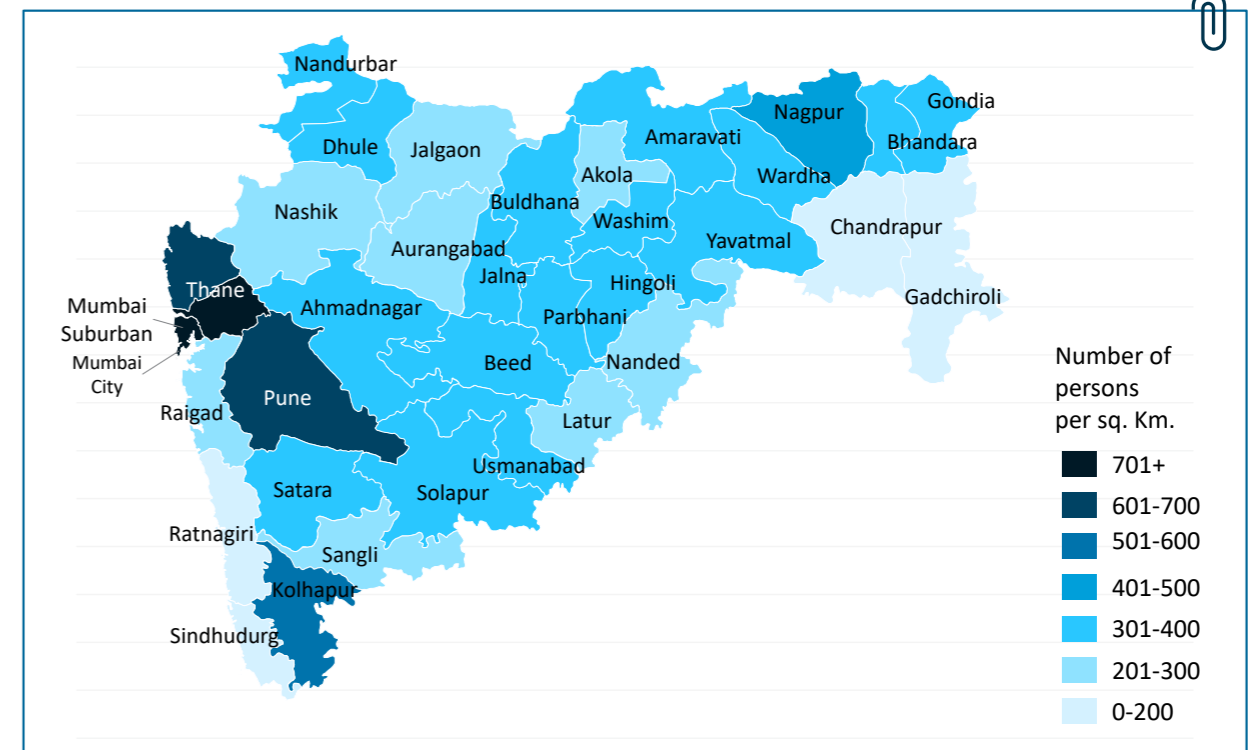 Nandurbar
Gondia
Nagpur
Amaravati
Bhandara
Dhule
Jalgaon
Akola
Wardha
Buldhana
Nashik
Washim
Chandrapur
Aurangabad
Yavatmal
Jalna
Hingoli
Thane
Gadchiroli
Mumbai
Suburban
Ahmadnagar
Parbhani
Mumbai
City
Beed
Nanded
Pune
Raigad
Latur
Usmanabad
Satara
Solapur
Ratnagiri
Sangli
Kolhapur
Sindhudurg
Number of
persons
per sq. Km.
701+
601-700
501-600
401-500
301-400
201-300
0-200